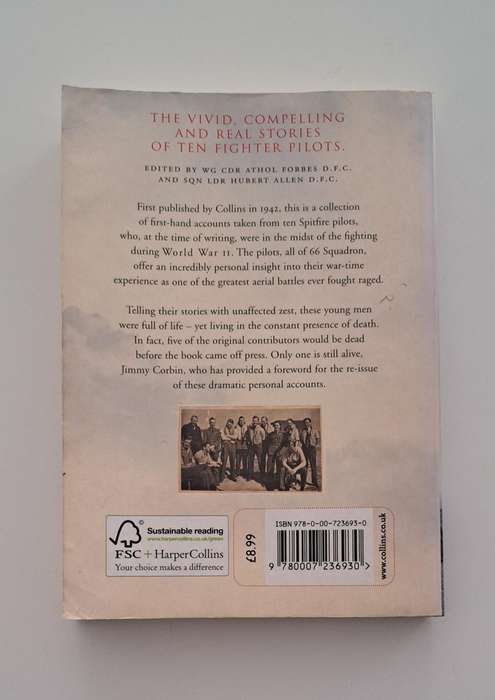 THE VIVID, COMPELLING
AND REAL STORIES
OF TEN FIGHTER PILOTS.
EDITED BY WG CDR ATHOL FORBES D.F.C.
AND SQN LDR HUBERT ALLEN D.F.C.
First published by Collins in 1942, this is a collection
of first-hand accounts taken from ten Spitfire pilots,
who, at the time of writing, were in the midst of the fighting
during World War II. The pilots, all of 66 Squadron,
offer an incredibly personal insight into their war-time
experience as one of the greatest aerial battles ever fought raged.
Telling their stories with unaffected zest, these young men
were full of life – yet living in the constant presence of death.
In fact, five of the original contributors would be dead
before the book came off press. Only one is still alive,
Jimmy Corbin, who has provided a foreword for the re-issue
of these dramatic personal accounts.
Sustainable reading
www.harpercollins.co.uk/green
FSC + HarperCollins
Your choice makes a difference
£8.99
ISBN 978-0-00-723693-0
9 780007 236930 >
www.collins.co.uk